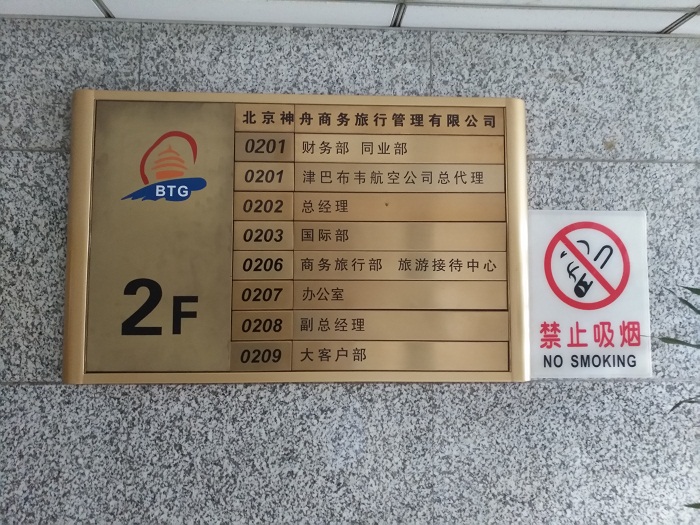 BTG
2F
北京神舟商务旅行管理有限公司
0201 财务部 同业部
0201 津巴布韦航空公司总代理
0202 总经理
0203 国际部
0206 商务旅行部 旅游接待中心
0207 办公室
0208 副总经理
0209 大客户部
禁止吸烟
NO SMOKING